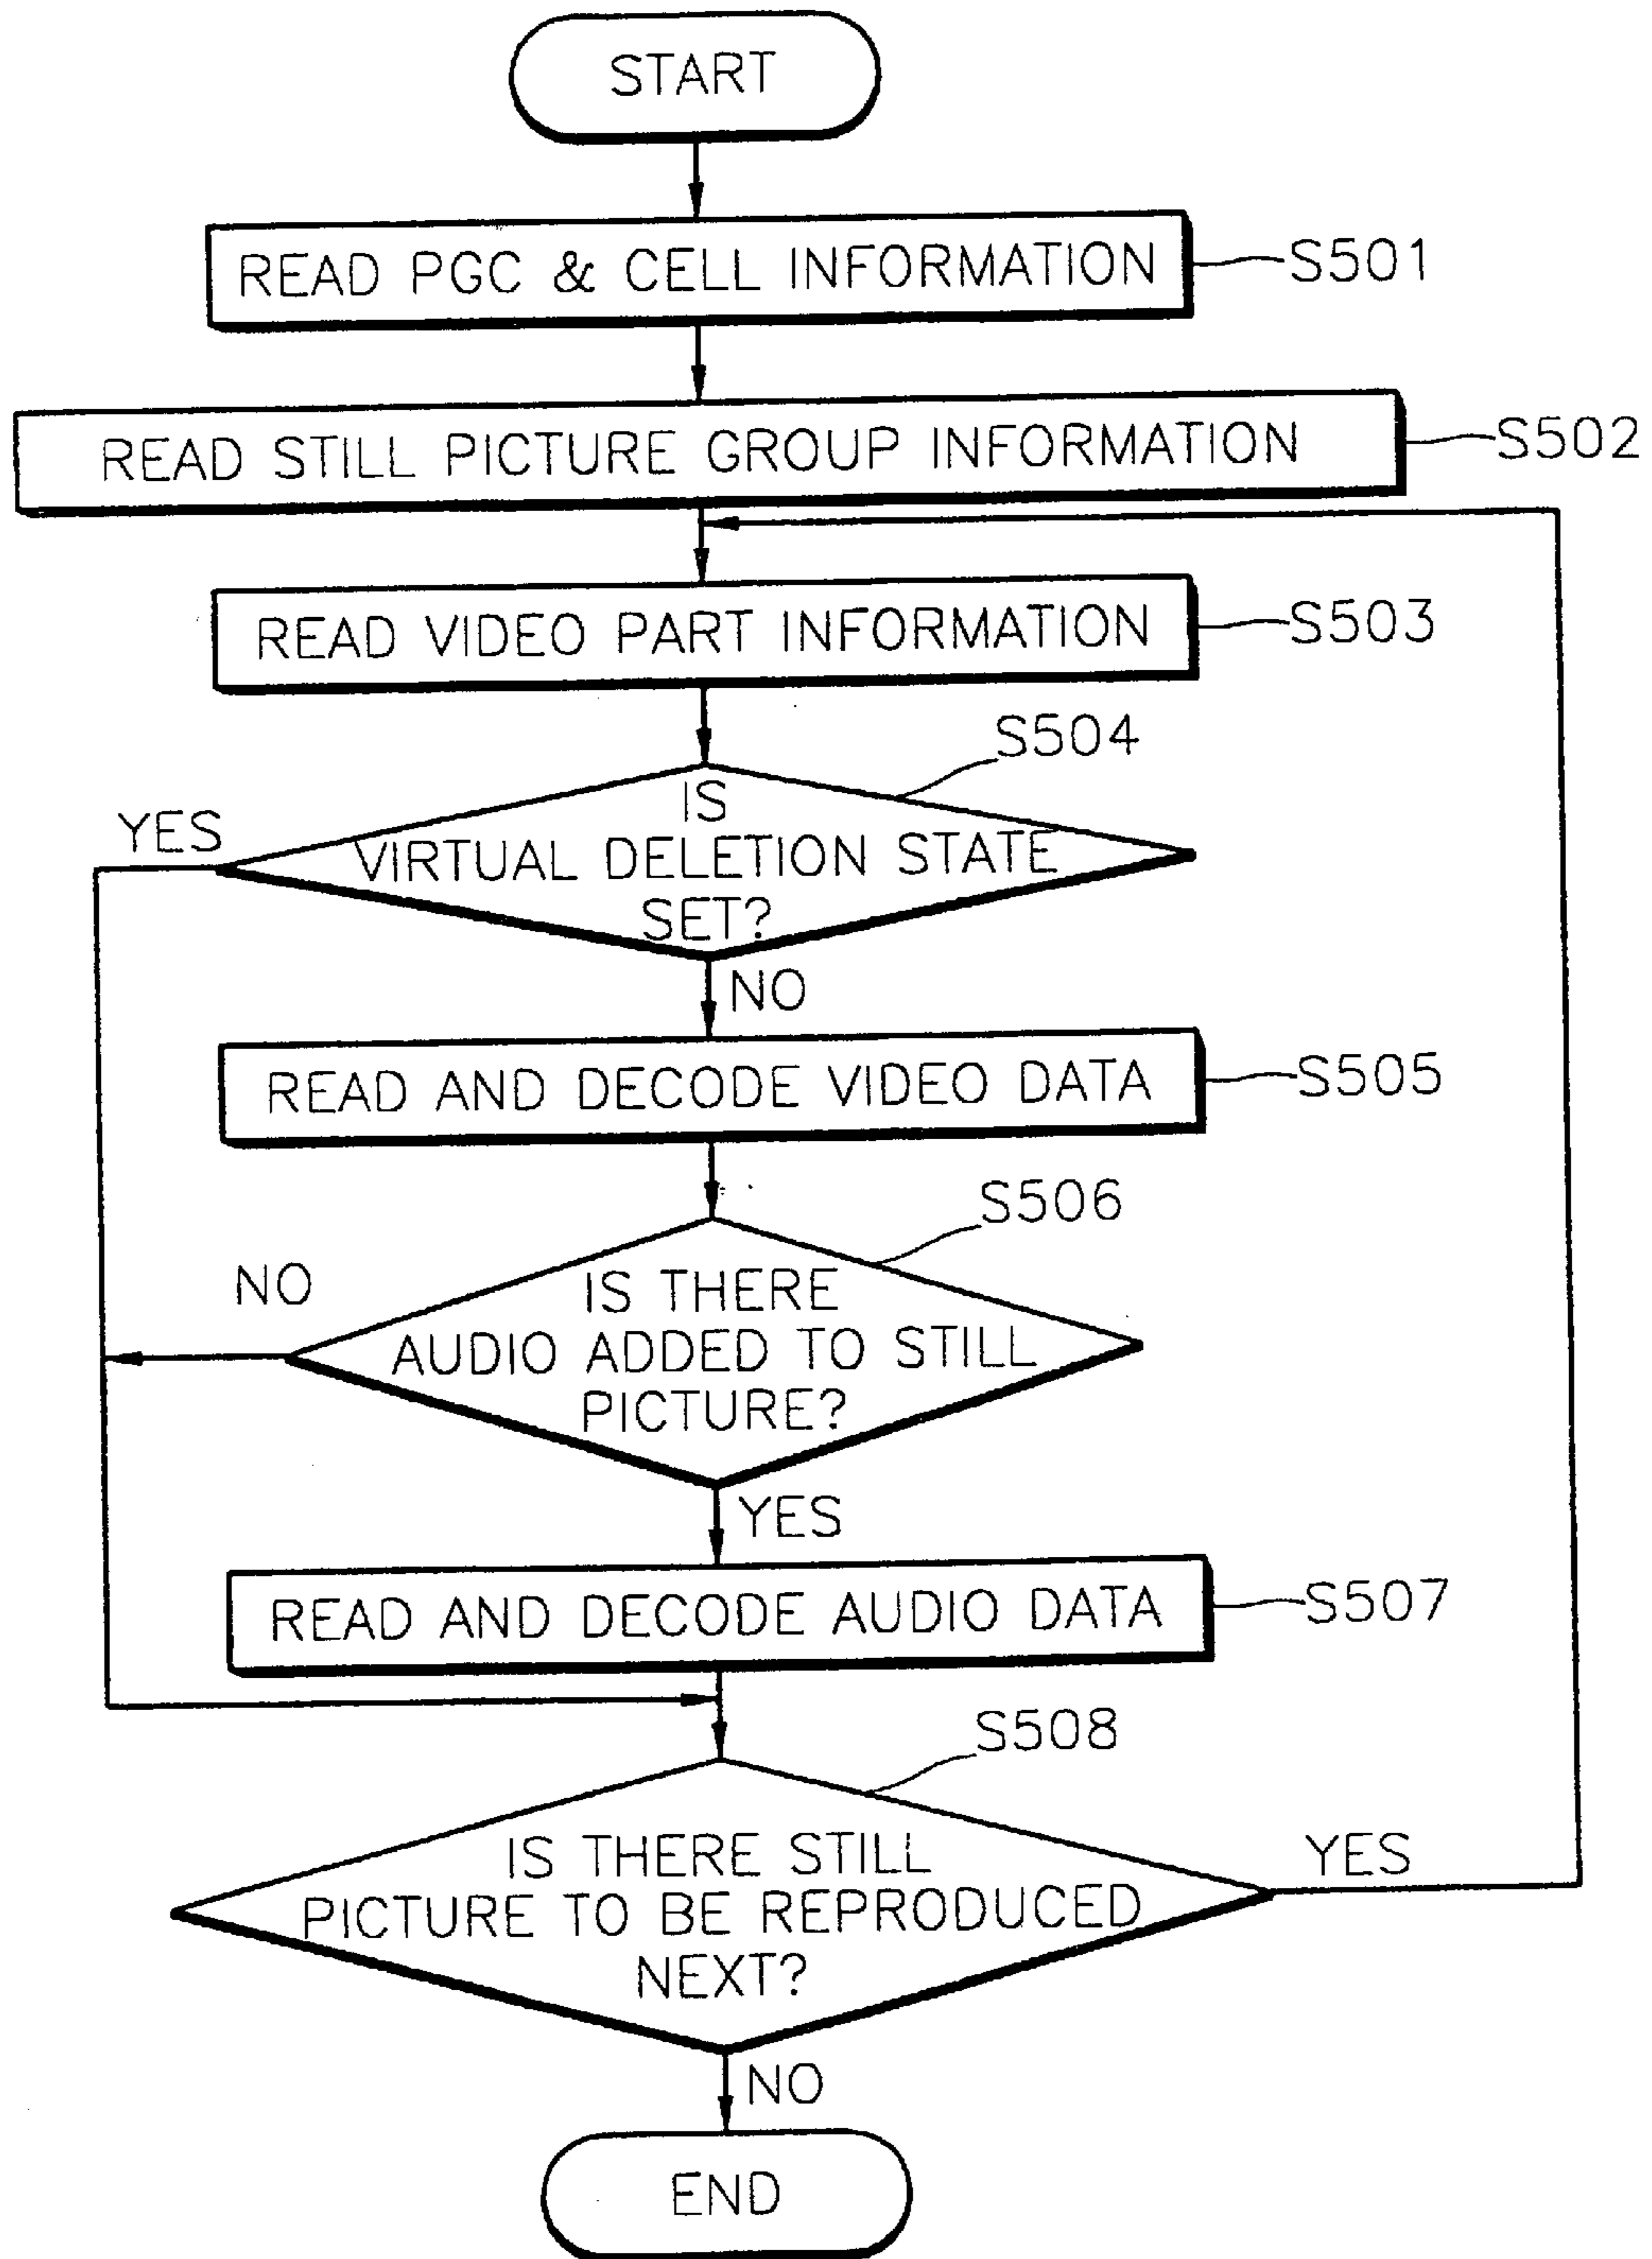 START
READ PGC & CELL INFORMATION
S501
READ STILL PICTURE GROUP INFORMATION
S502
READ VIDEO PART INFORMATION
S503
S504
YES
IS
VIRTUAL DELETION STATE
SET?
NO
READ AND DECODE VIDEO DATA
S505
S506
NO
IS THERE
AUDIO ADDED TO STILL
PICTURE?
YES
READ AND DECODE AUDIO DATA
S507
S508
IS THERE STILL
PICTURE TO BE REPRODUCED
NEXT?
YES
NO
END